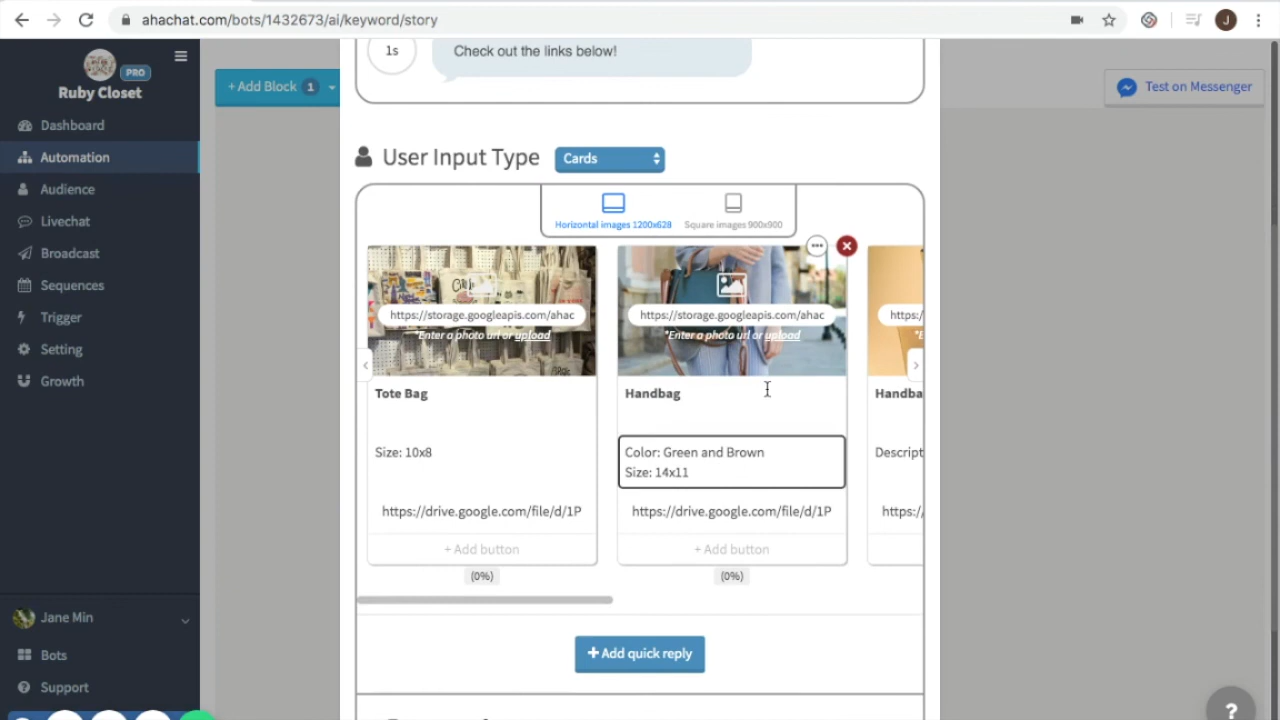 ahachat.com/bots/1432673/ai/keyword/story
J
PRO
Ruby Closet
Dashboard
Automation
Audience
Livechat
Broadcast
Sequences
Trigger
Setting
Growth
Jane Min
Bots
Support
+ Add Block 1
Test on Messenger
1s
Check out the links below!
User Input Type
Cards
Horizontal images 1200x628
Square images 900x900
https://storage.googleapis.com/ahac
*Enter a photo url or upload
Tote Bag
Size: 10x8
https://drive.google.com/file/d/1P
+ Add button
(0%)
https://storage.googleapis.com/ahac
*Enter a photo url or upload
Handbag
Color: Green and Brown
Size: 14x11
https://drive.google.com/file/d/1P
+ Add button
(0%)
https:/
*E
Handba
Descript
https:/
+ Add quick reply
?